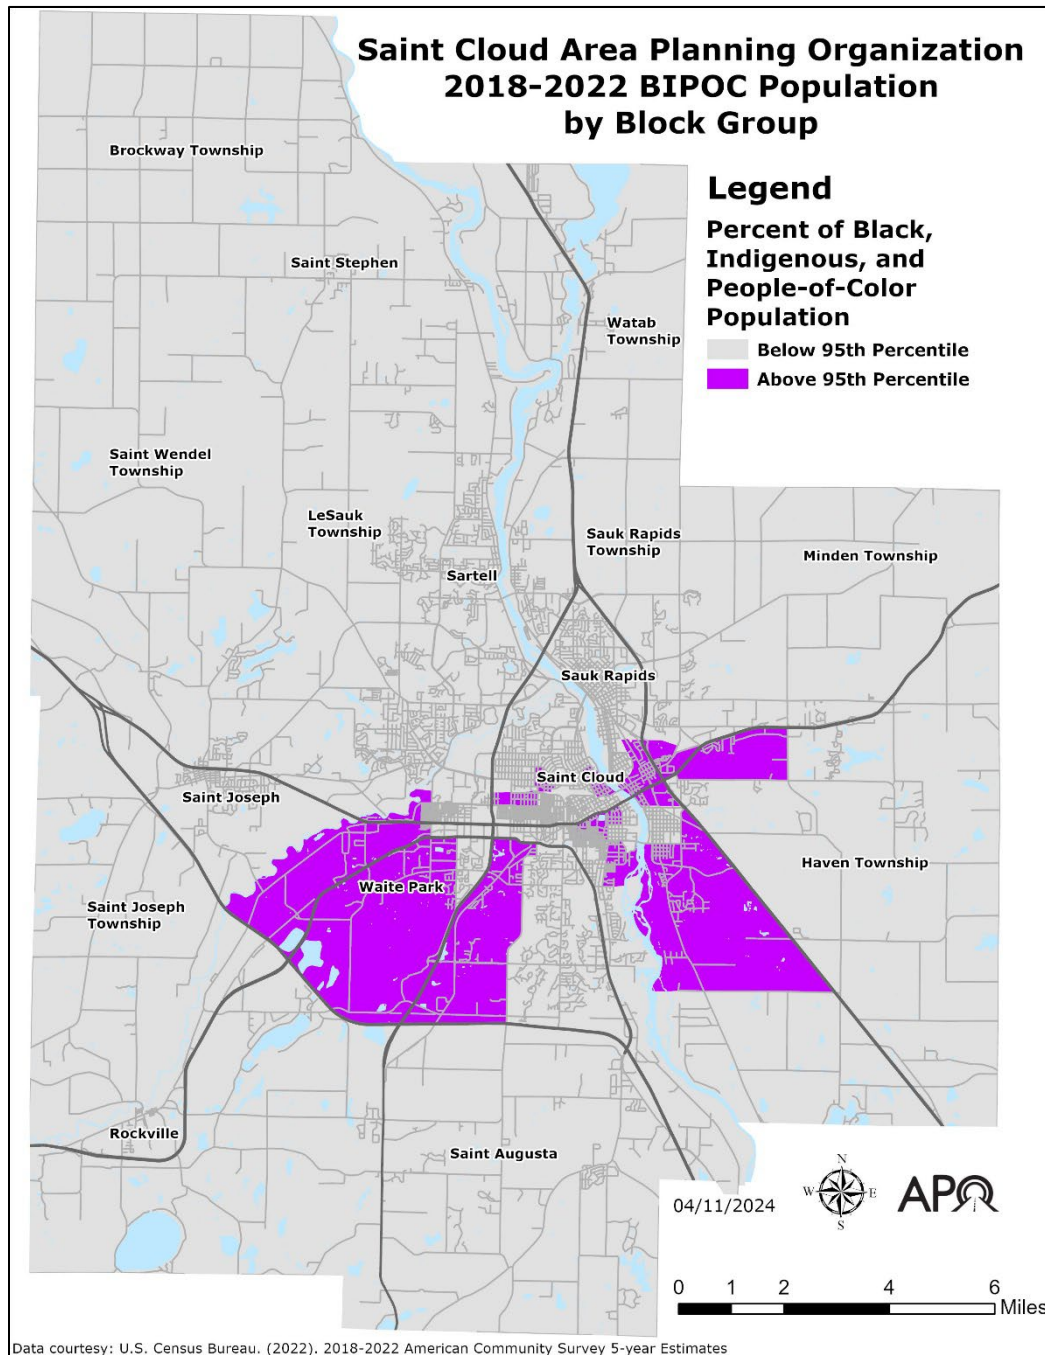 Saint Cloud Area Planning Organization
2018-2022 BIPOC Population
by Block Group
Legend
Percent of Black,
Indigenous, and
People-of-Color
Population
Below 95th Percentile
Above 95th Percentile
Brockway Township
Saint Stephen
Watab
Township
Saint Wendel
Township
LeSauk
Township
Sauk Rapids
Township
Minden Township
Sartell
Sauk Rapids
Saint Cloud
Saint Joseph
Haven Township
Waite Park
Saint Joseph
Township
Rockville
Saint Augusta
04/11/2024
N
W
E
S
APO
0 1 2 4 6
Miles
Data courtesy: U.S. Census Bureau. (2022). 2018-2022 American Community Survey 5-year Estimates